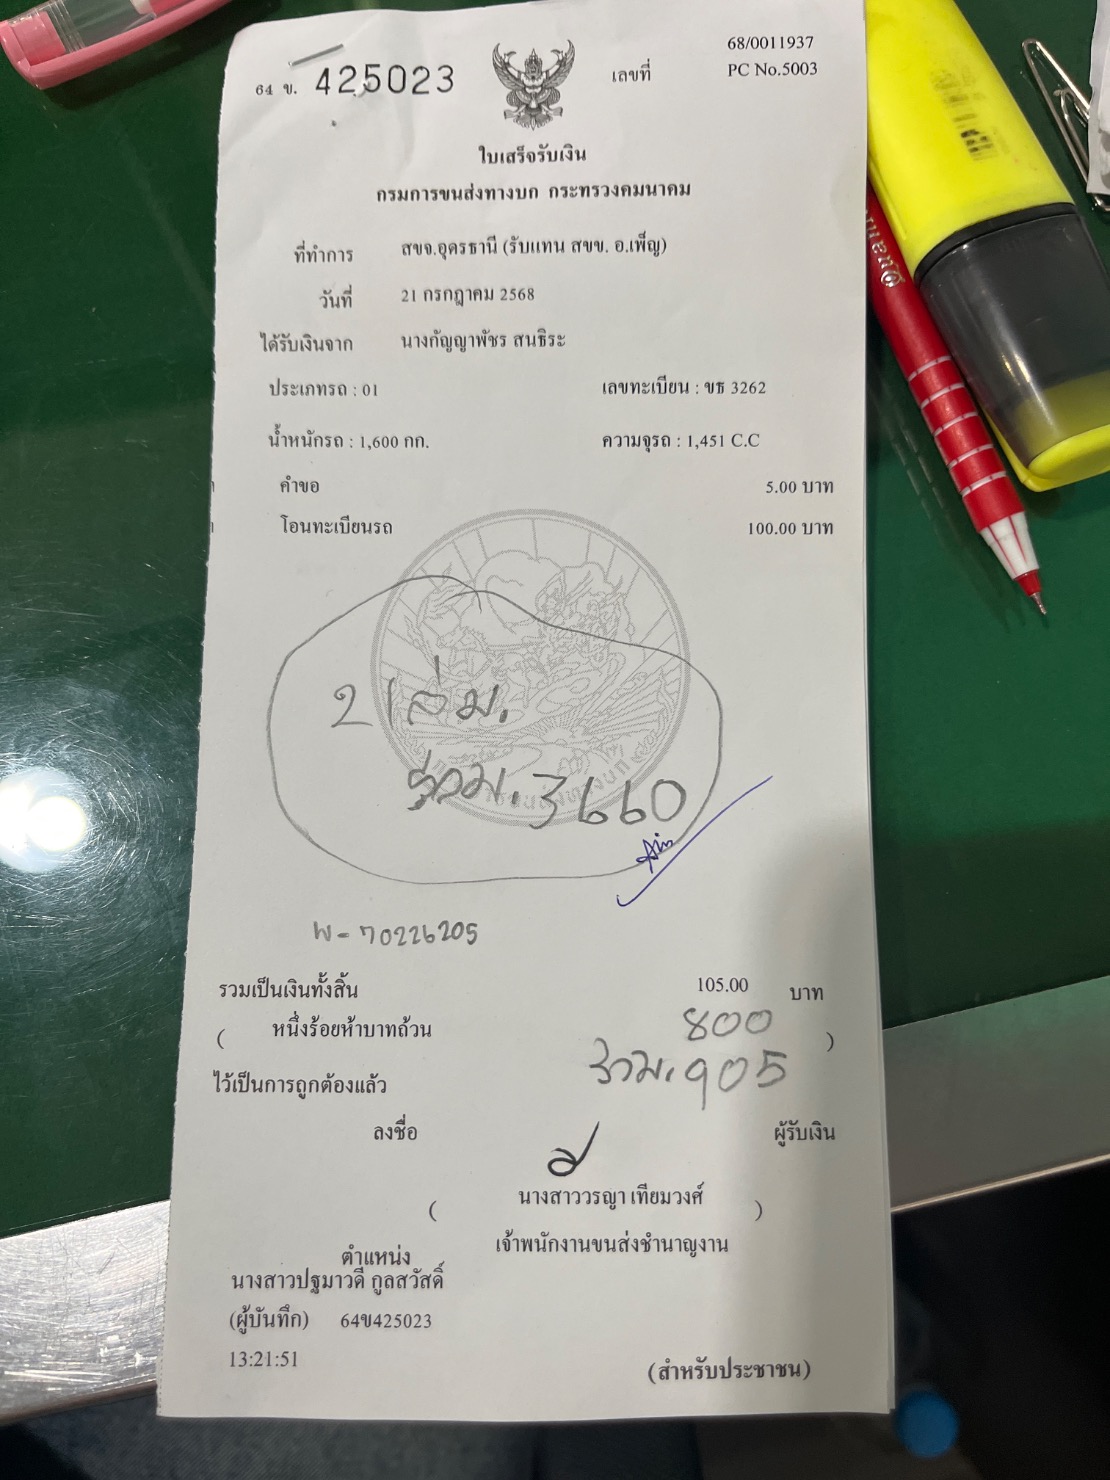 64 ข. 425023
เลขที่ 68/0011937
PC No.5003
ใบเสร็จรับเงิน
กรมการขนส่งทางบก กระทรวงคมนาคม
ที่ทำการ สขจ.อุดรธานี (รับแทน สขข. อ.เพ็ญ)
วันที่ 21 กรกฎาคม 2568
ได้รับเงินจาก นางกัญญาพัชร สนธิระ
ประเภทรถ : 01 เลขทะเบียน : ขธ 3262
น้ำหนักรถ : 1,600 กก. ความจุรถ : 1,451 C.C
คำขอ 5.00 บาท
โอนทะเบียนรถ 100.00 บาท
2 เล่ม.
รวม. 3660
W-70226205
รวมเป็นเงินทั้งสิ้น 105.00 บาท
( หนึ่งร้อยห้าบาทถ้วน )
800
รวม. 905
ไว้เป็นการถูกต้องแล้ว
ลงชื่อ ผู้รับเงิน
( นางสาววรญา เทียมวงศ์ )
ตำแหน่ง เจ้าพนักงานขนส่งชำนาญงาน
นางสาวปฐมาวดี กูลสวัสดิ์
(ผู้บันทึก) 64ข425023
13:21:51
(สำหรับประชาชน)